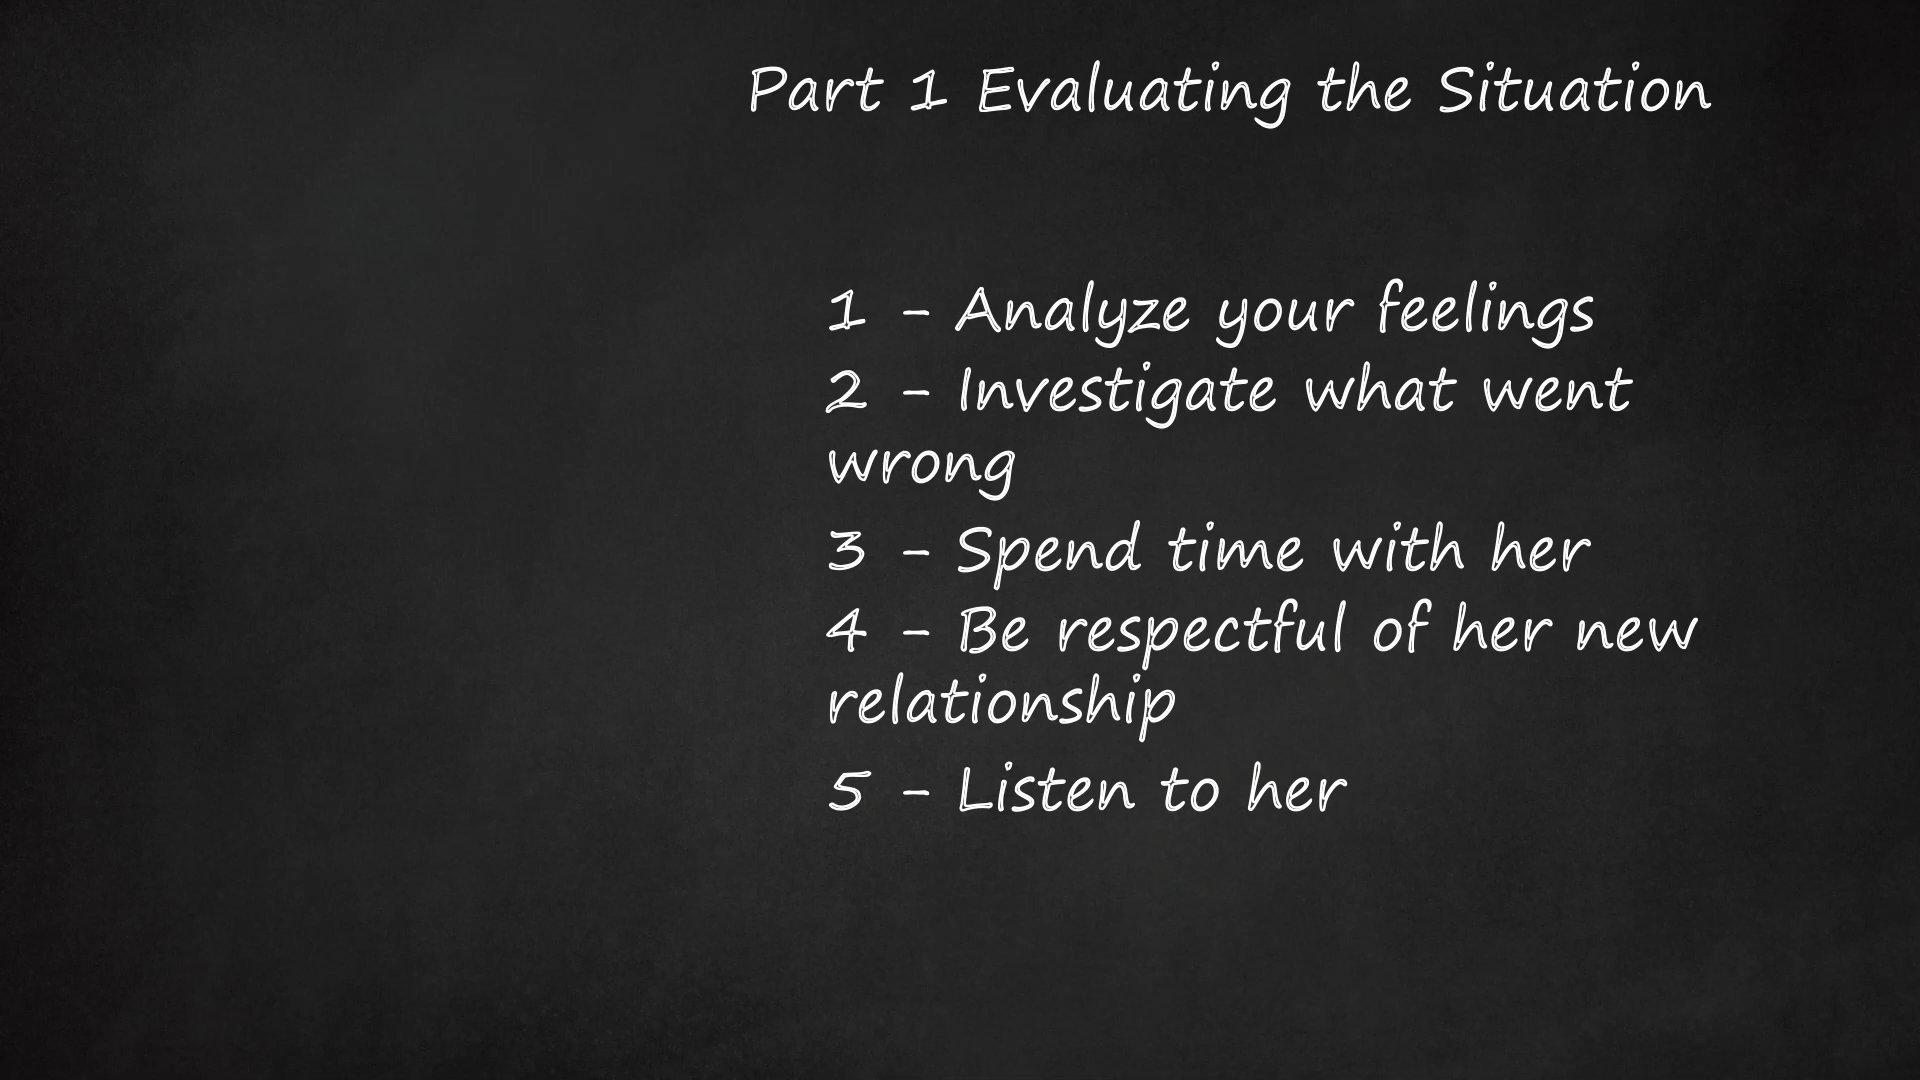 Part 1 Evaluating the Situation
1 - Analyze your feelings
2 - Investigate what went
wrong
3 - Spend time with her
4 - Be respectful of her new
relationship
5 - Listen to her